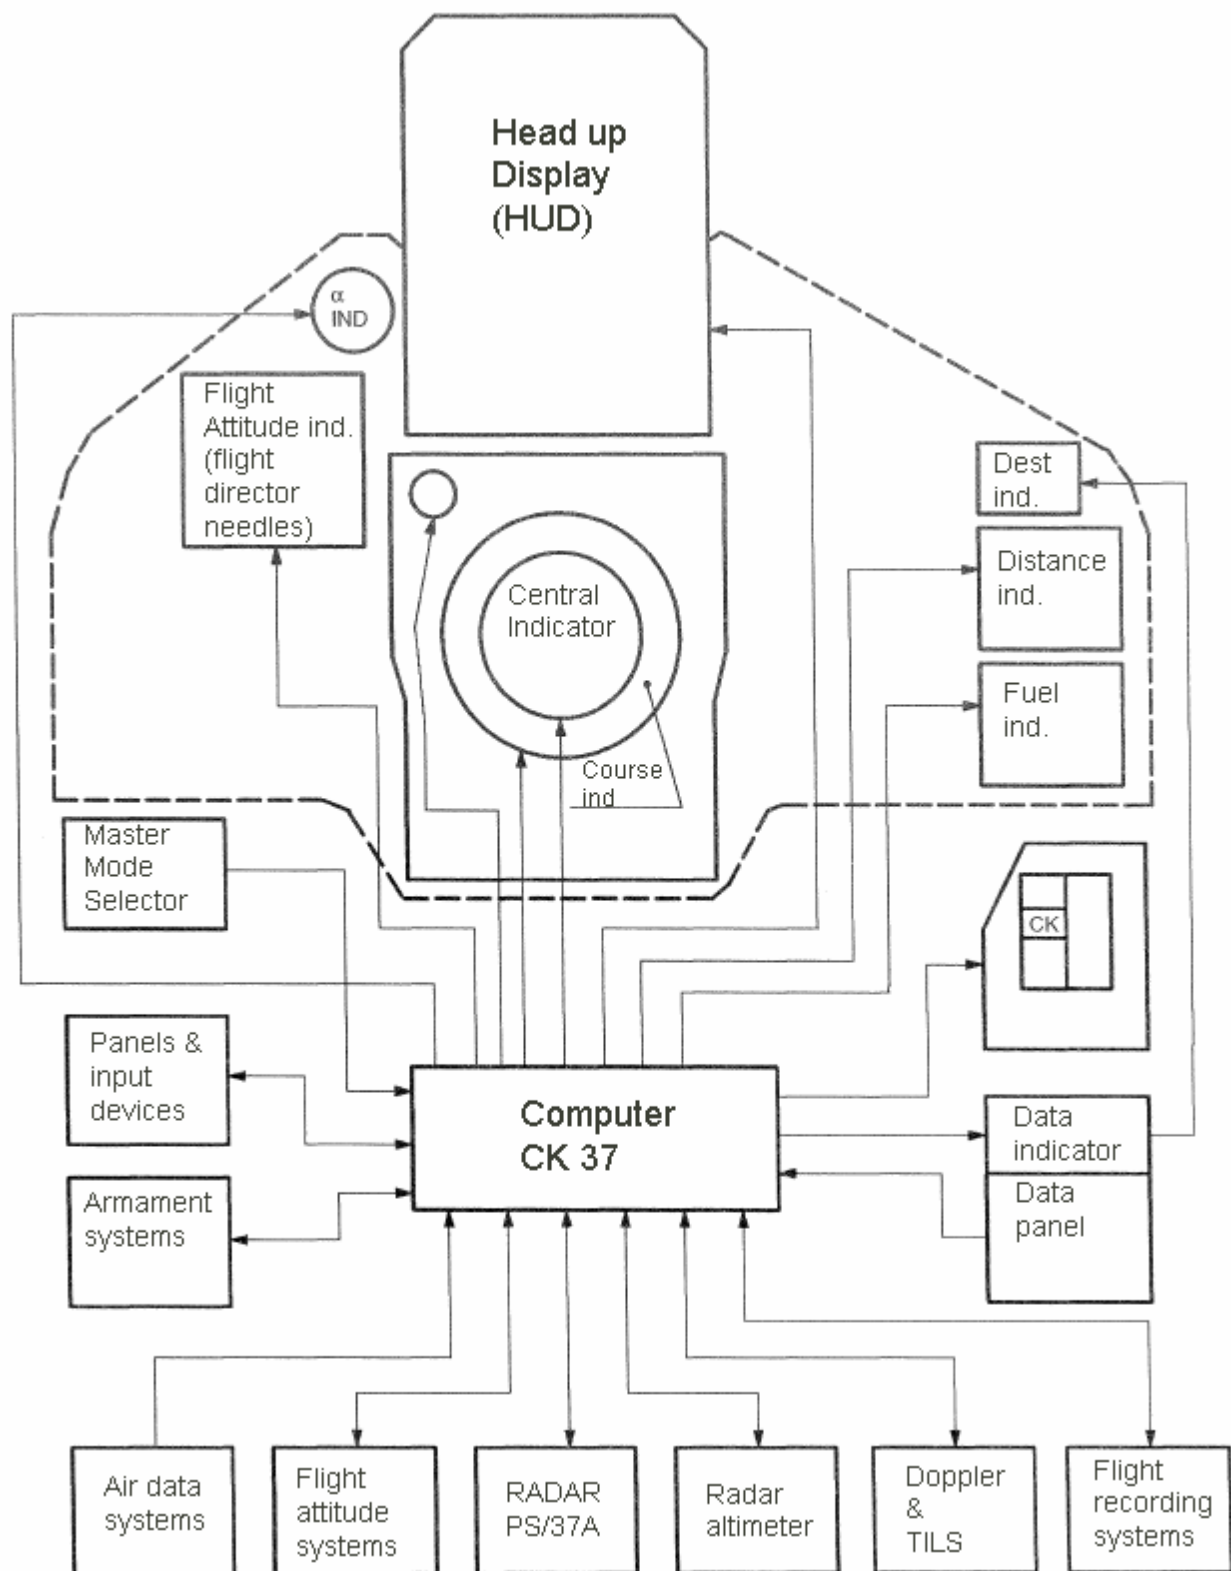 Head up
Display
(HUD)
α
IND
Flight
Attitude ind.
(flight
director
needles)
Dest
ind.
Distance
ind.
Central
Indicator
Fuel
ind.
Course
ind
Master
Mode
Selector
CK
Panels &
input
devices
Computer
CK 37
Data
indicator
Data
panel
Armament
systems
Air data
systems
Flight
attitude
systems
RADAR
PS/37A
Radar
altimeter
Doppler
&
TILS
Flight
recording
systems